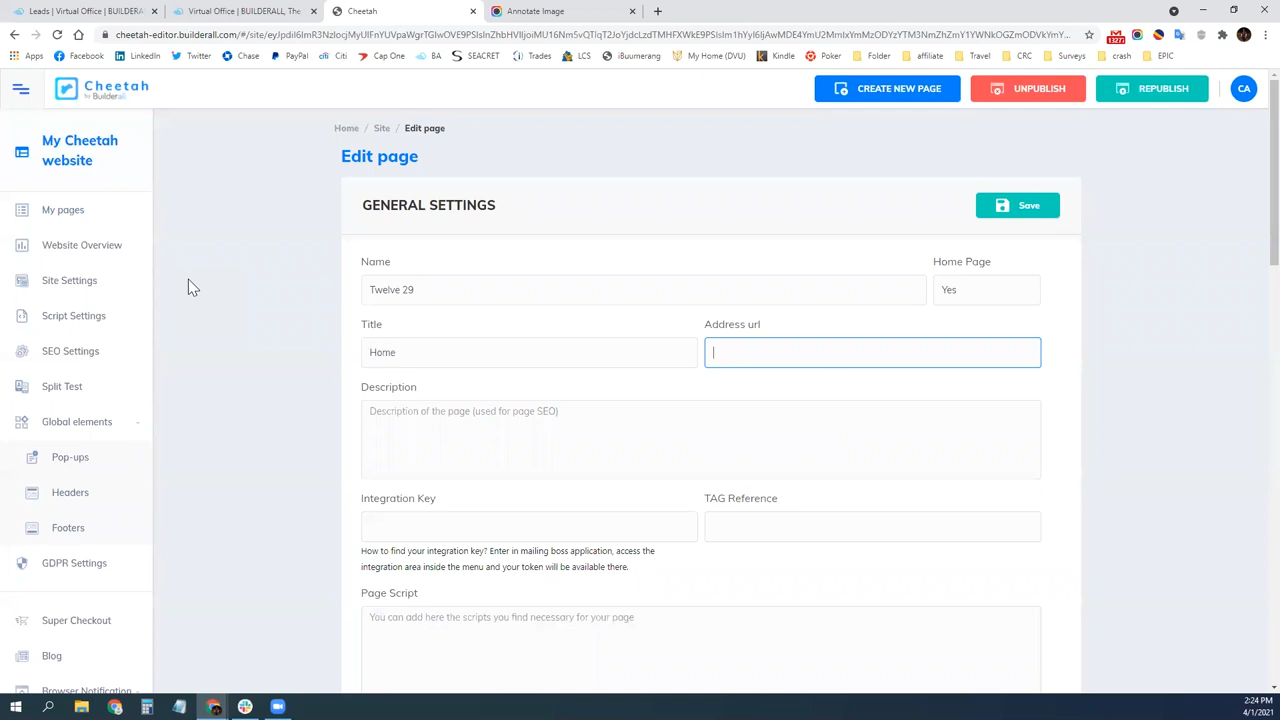 Leads | Virtual Office | BUILDERA
Virtual Office | BUILDERALL, The
Cheetah
Annotate Image
Apps
Facebook
LinkedIn
Twitter
Chase
PayPal
Citi
Cap One
BA
SEACRET
Trades
LCS
iBuumerang
My Home (DVU)
Kindle
Poker
Folder
affiliate
Travel
CRC
Surveys
crash
EPIC
13277
Cheetah
by Builderall
CREATE NEW PAGE
UNPUBLISH
REPUBLISH
CA
My Cheetah
website
My pages
Website Overview
Site Settings
Script Settings
SEO Settings
Split Test
Global elements
Pop-ups
Headers
Footers
GDPR Settings
Super Checkout
Blog
Browser Notification
Home / Site / Edit page
Edit page
GENERAL SETTINGS
Save
Name
Home Page
Twelve 29
Yes
Title
Address url
Home
Description
Description of the page (used for page SEO)
Integration Key
TAG Reference
How to find your integration key? Enter in mailing boss application, access the
integration area inside the menu and your token will be available there.
Page Script
You can add here the scripts you find necessary for your page
2:24 PM
4/1/2021